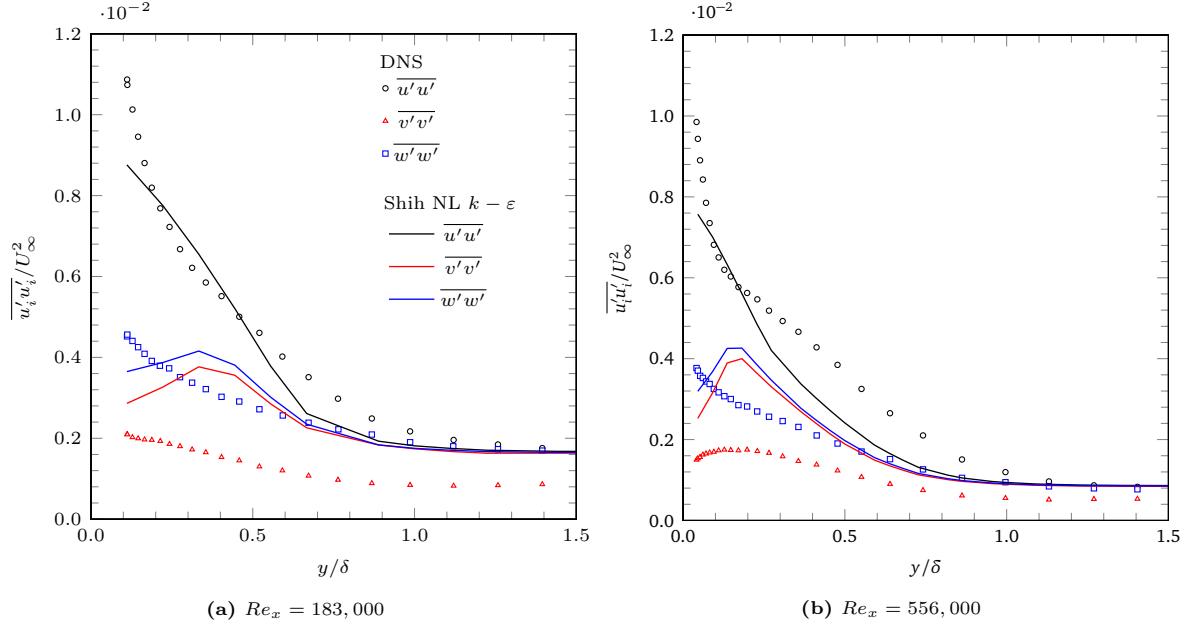 ·10⁻²
1.2
1.0
0.8
0.6
0.4
0.2
0.0
0.0 0.5 1.0 1.5
y/δ
u′ᵢu′ᵢ/U²∞
DNS
u′u′
v′v′
w′w′
Shih NL k − ε
u′u′
v′v′
w′w′
(a) Reₓ = 183,000
·10⁻²
1.2
1.0
0.8
0.6
0.4
0.2
0.0
0.0 0.5 1.0 1.5
y/δ
u′ᵢu′ᵢ/U²∞
(b) Reₓ = 556,000